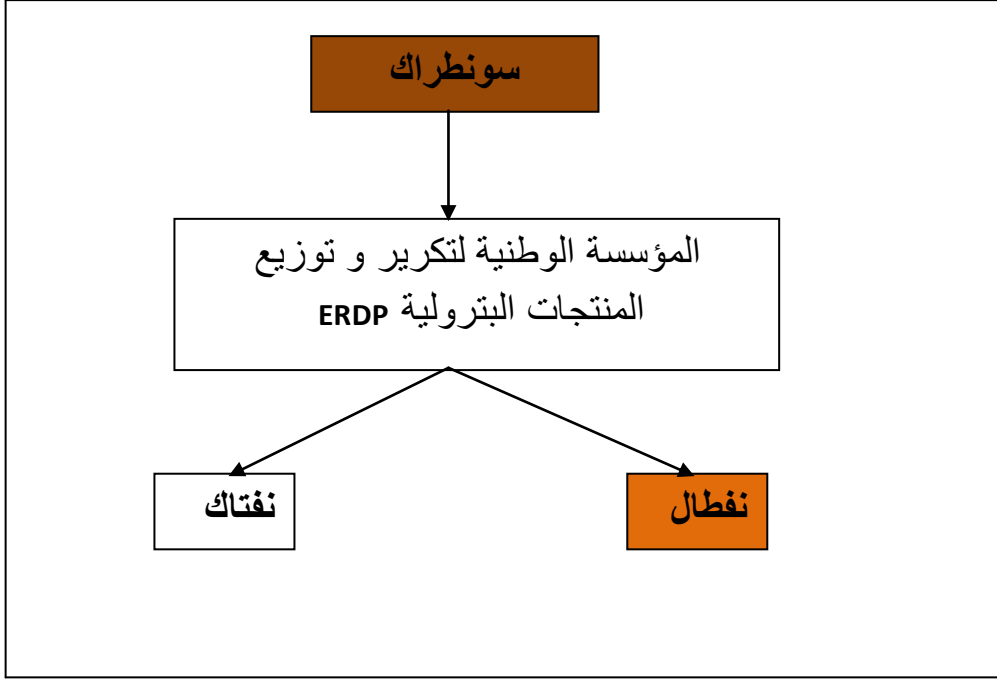 سونطراك
المؤسسة الوطنية لتكرير و توزيع
المنتجات البترولية ERDP
نفطال
نفتاك